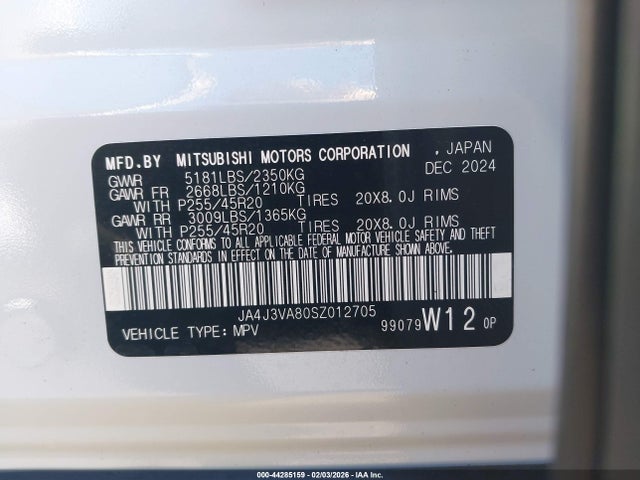 MFD.BY MITSUBISHI MOTORS CORPORATION , JAPAN
GVWR 5181LBS/2350KG DEC 2024
GAWR FR 2668LBS/1210KG
WITH P255/45R20 TIRES 20X8.0J RIMS
GAWR RR 3009LBS/1365KG
WITH P255/45R20 TIRES 20X8.0J RIMS
THIS VEHICLE CONFORMS TO ALL APPLICABLE FEDERAL MOTOR VEHICLE SAFETY AND THEFT
PREVENTION STANDARDS IN EFFECT ON THE DATE OF MANUFACTURE SHOWN ABOVE.
JA4J3VA80SZ012705
VEHICLE TYPE: MPV 99079 W12 0P
000-44285159 - 02/03/2026 - IAA Inc.